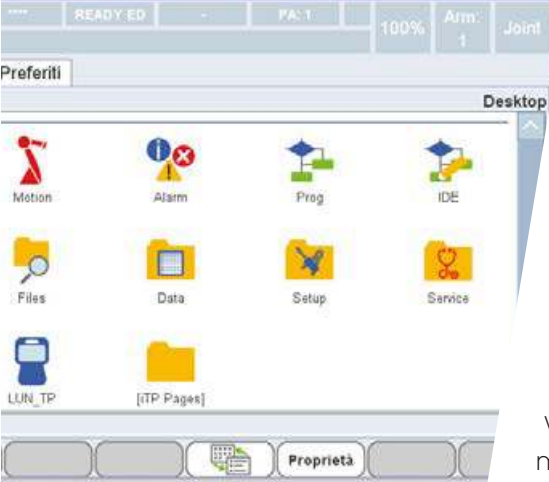 **** READY ED - PA: 1 100% Arm: 1 Joint
Preferiti
Desktop
Motion Alarm Prog IDE
Files Data Setup Service
LUN_TP [iTP Pages]
Proprietà